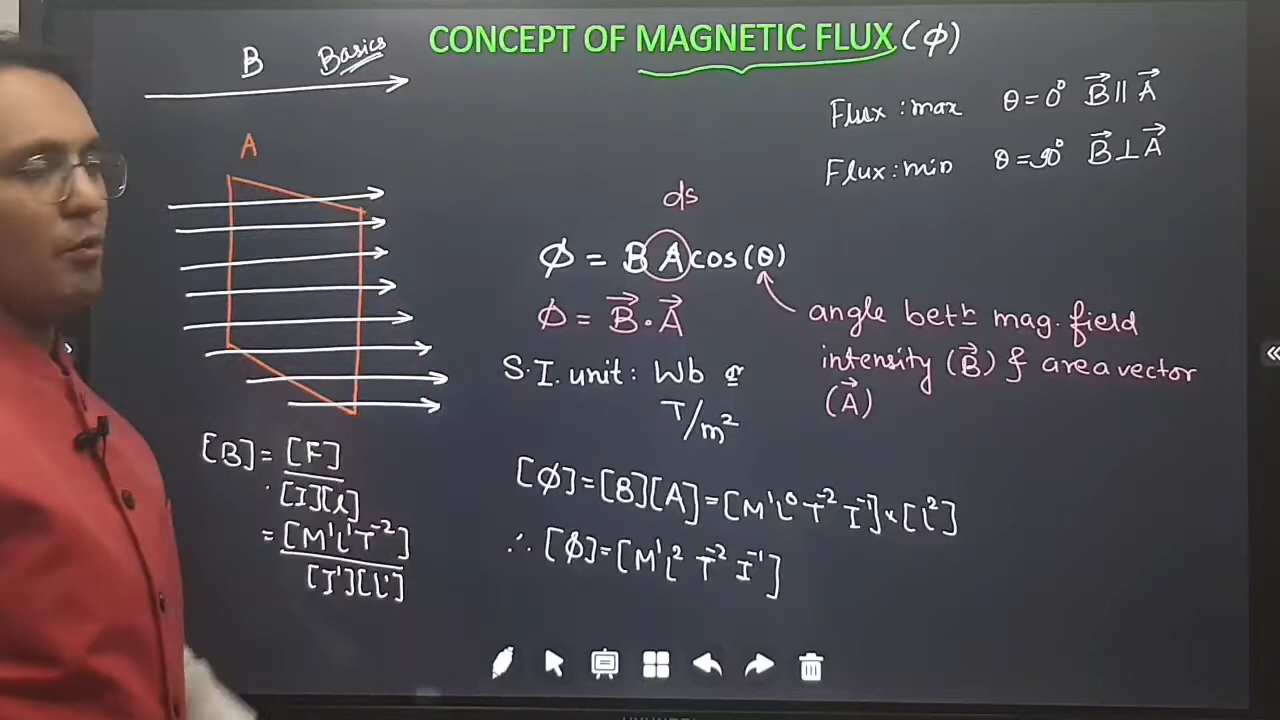 CONCEPT OF MAGNETIC FLUX (ϕ)
B Basics
A
Flux : max θ = 0° B⃗ ∥ A⃗
Flux : min θ = 90° B⃗ ⊥ A⃗
ds
ϕ = B A cos (θ)
ϕ = B⃗ . A⃗
angle betn mag. field
intensity (B⃗) & area vector
(A⃗)
S.I. unit : Wb or
T/m²
[B] = [F]
[I][l]
= [M¹L¹T⁻²]
[I¹][L¹]
[ϕ] = [B][A] = [M¹L⁰T⁻²I⁻¹] × [L²]
∴ [ϕ] = [M¹L²T⁻²I⁻¹]